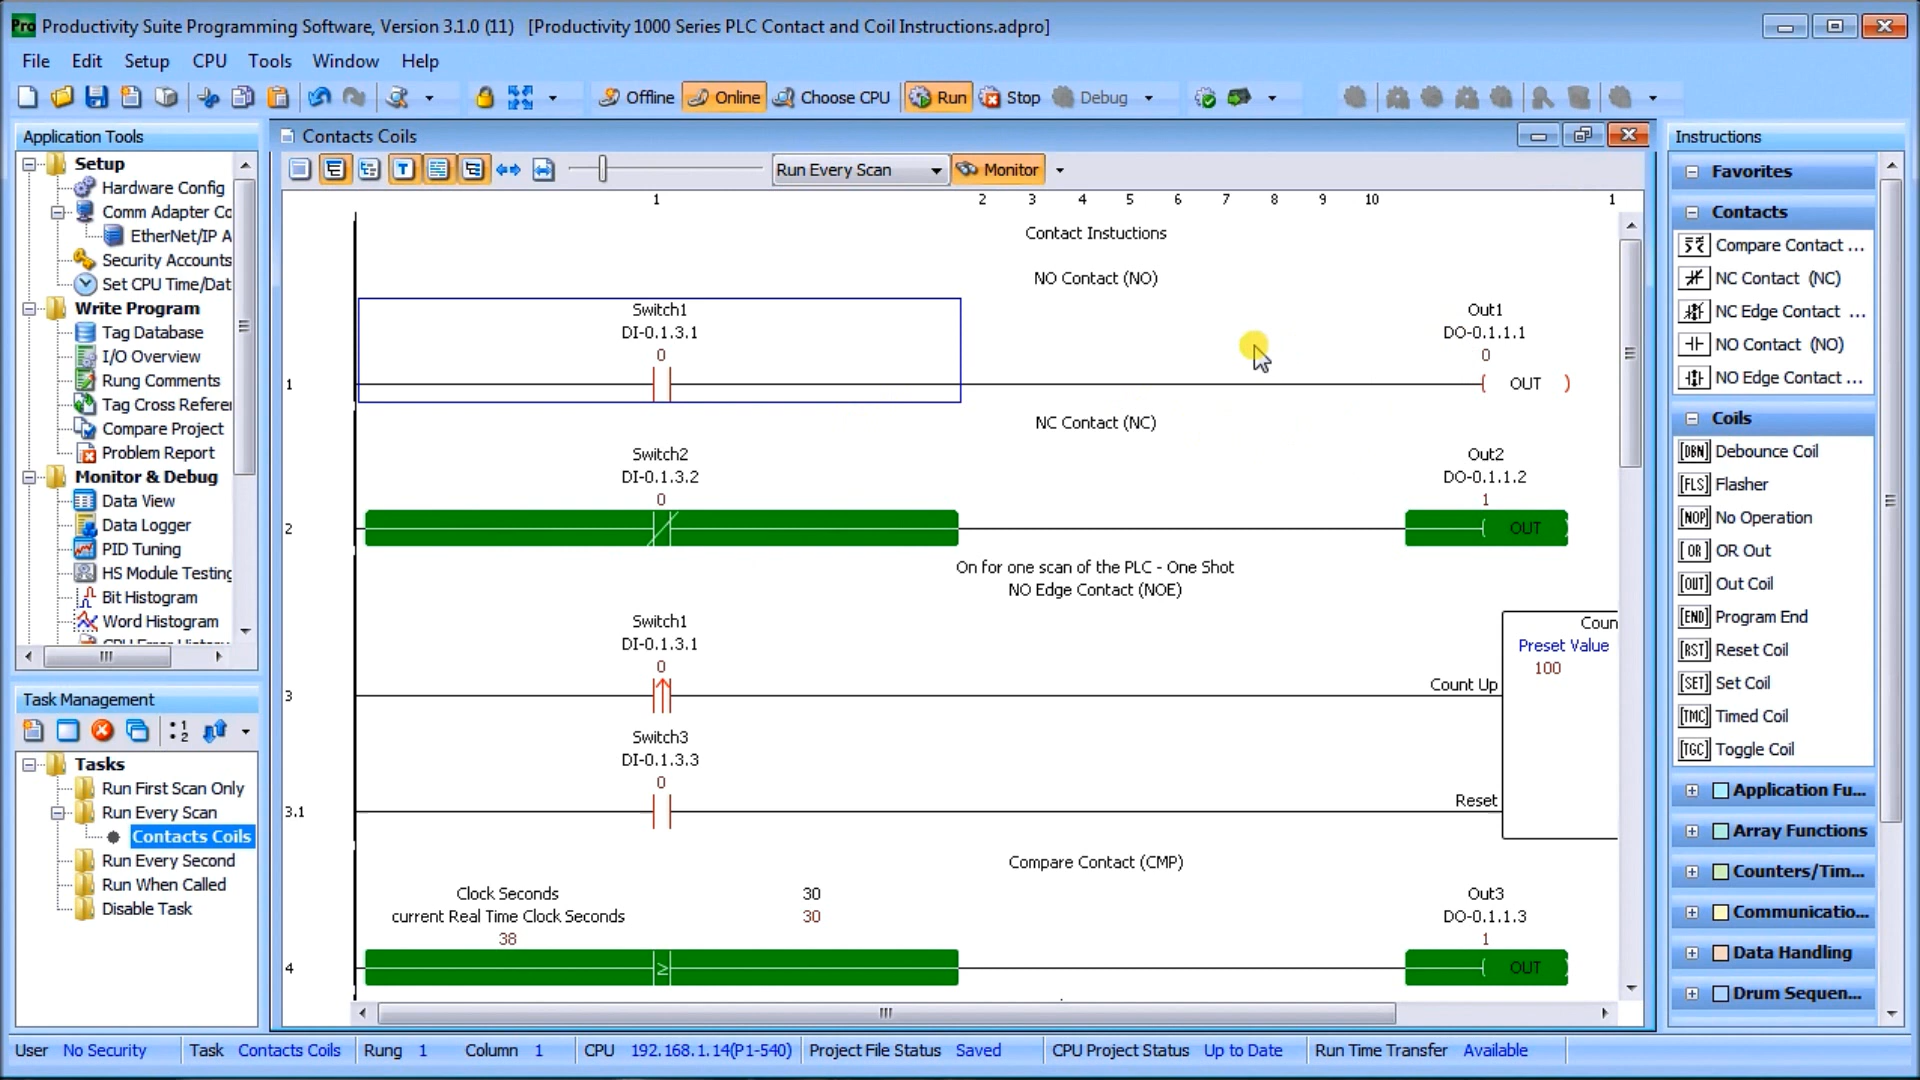 Pro Productivity Suite Programming Software, Version 3.1.0 (11) [Productivity 1000 Series PLC Contact and Coil Instructions.adpro]
File Edit Setup CPU Tools Window Help
Offline Online Choose CPU Run Stop Debug
Application Tools
Setup
Hardware Config
Comm Adapter Co
EtherNet/IP A
Security Accounts
Set CPU Time/Dat
Write Program
Tag Database
I/O Overview
Rung Comments
Tag Cross Refere
Compare Project
Problem Report
Monitor & Debug
Data View
Data Logger
PID Tuning
HS Module Testing
Bit Histogram
Word Histogram
Task Management
Tasks
Run First Scan Only
Run Every Scan
Contacts Coils
Run Every Second
Run When Called
Disable Task
Contacts Coils
Run Every Scan Monitor
1 2 3 4 5 6 7 8 9 10 1
Contact Instuctions
NO Contact (NO)
Switch1 Out1
DI-0.1.3.1 DO-0.1.1.1
0 0
1 OUT
NC Contact (NC)
Switch2 Out2
DI-0.1.3.2 DO-0.1.1.2
0 1
2 OUT
On for one scan of the PLC - One Shot
NO Edge Contact (NOE)
Switch1 Coun
DI-0.1.3.1 Preset Value
0 100
3 Count Up
Switch3
DI-0.1.3.3
0
3.1 Reset
Compare Contact (CMP)
Clock Seconds 30 Out3
current Real Time Clock Seconds 30 DO-0.1.1.3
38 1
4 ≥ OUT
Instructions
Favorites
Contacts
Compare Contact ...
NC Contact (NC)
NC Edge Contact ...
NO Contact (NO)
NO Edge Contact ...
Coils
[DBN] Debounce Coil
[FLS] Flasher
[NOP] No Operation
[OR] OR Out
[OUT] Out Coil
[END] Program End
[RST] Reset Coil
[SET] Set Coil
[TMC] Timed Coil
[TGC] Toggle Coil
Application Fu...
Array Functions
Counters/Tim...
Communicatio...
Data Handling
Drum Sequen...
User No Security Task Contacts Coils Rung 1 Column 1 CPU 192.168.1.14(P1-540) Project File Status Saved CPU Project Status Up to Date Run Time Transfer Available